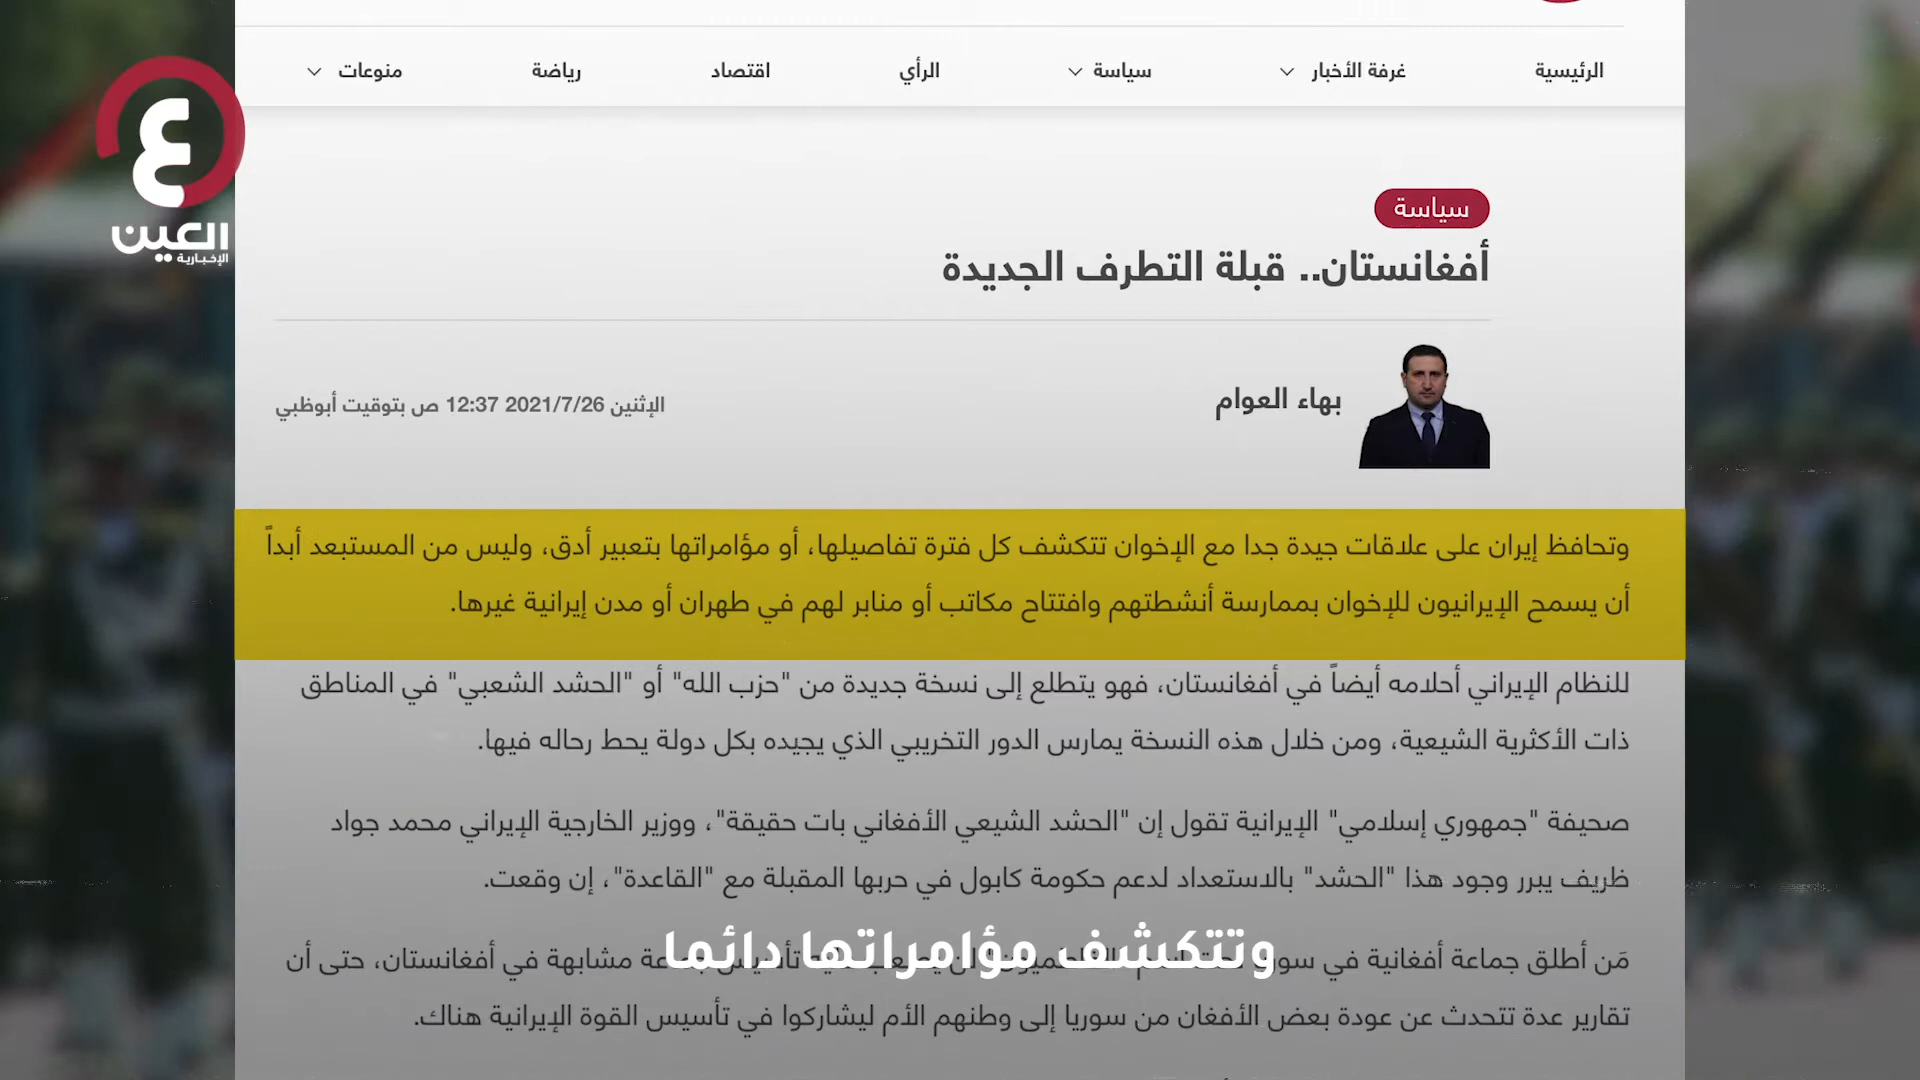 العين
الإخبارية
الرئيسية غرفة الأخبار سياسة الرأي اقتصاد رياضة منوعات
سياسة
أفغانستان.. قبلة التطرف الجديدة
بهاء العوام
الإثنين 2021/7/26 12:37 ص بتوقيت أبوظبي
وتحافظ إيران على علاقات جيدة جدا مع الإخوان تتكشف كل فترة تفاصيلها، أو مؤامراتها بتعبير أدق، وليس من المستبعد أبداً
أن يسمح الإيرانيون للإخوان بممارسة أنشطتهم وافتتاح مكاتب أو منابر لهم في طهران أو مدن إيرانية غيرها.
للنظام الإيراني أحلامه أيضاً في أفغانستان، فهو يتطلع إلى نسخة جديدة من "حزب الله" أو "الحشد الشعبي" في المناطق
ذات الأكثرية الشيعية، ومن خلال هذه النسخة يمارس الدور التخريبي الذي يجيده بكل دولة يحط رحاله فيها.
صحيفة "جمهوري إسلامي" الإيرانية تقول إن "الحشد الشيعي الأفغاني بات حقيقة"، ووزير الخارجية الإيراني محمد جواد
ظريف يبرر وجود هذا "الحشد" بالاستعداد لدعم حكومة كابول في حربها المقبلة مع "القاعدة"، إن وقعت.
وتتكشف مؤامراتها دائما
مَن أطلق جماعة أفغانية في مشابهة في أفغانستان، حتى أن
تقارير عدة تتحدث عن عودة بعض الأفغان من سوريا إلى وطنهم الأم ليشاركوا في تأسيس القوة الإيرانية هناك.